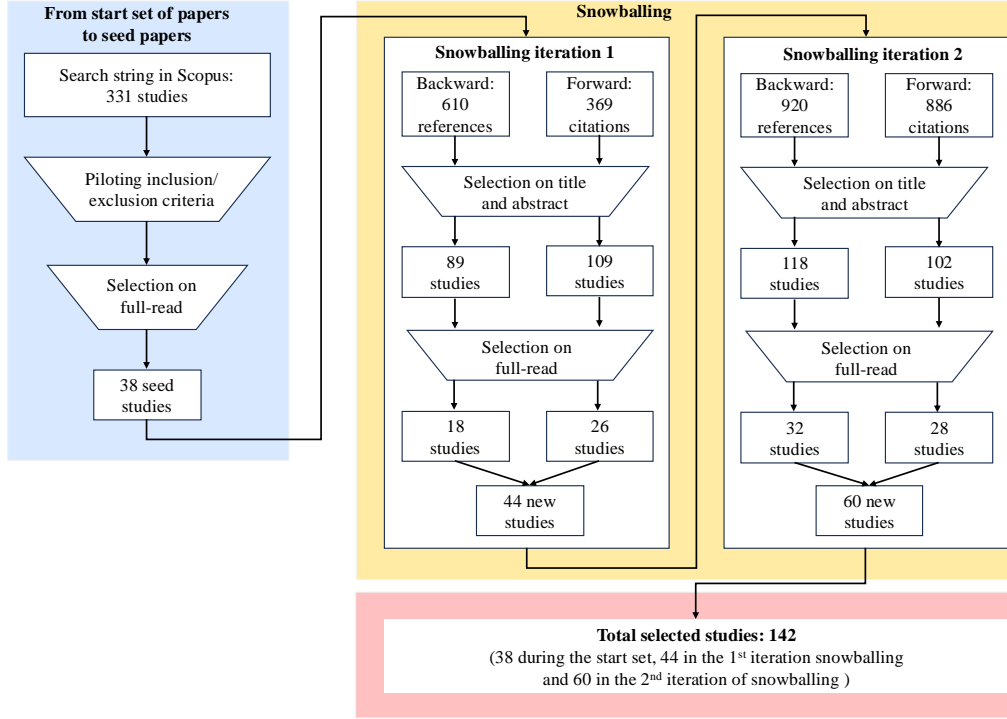 From start set of papers
to seed papers
Search string in Scopus:
331 studies
Piloting inclusion/
exclusion criteria
Selection on
full-read
38 seed
studies
Snowballing
Snowballing iteration 1
Backward:
610
references
Forward:
369
citations
Selection on title
and abstract
89
studies
109
studies
Selection on
full-read
18
studies
26
studies
44 new
studies
Snowballing iteration 2
Backward:
920
references
Forward:
886
citations
Selection on title
and abstract
118
studies
102
studies
Selection on
full-read
32
studies
28
studies
60 new
studies
Total selected studies: 142
(38 during the start set, 44 in the 1st iteration snowballing
and 60 in the 2nd iteration of snowballing )